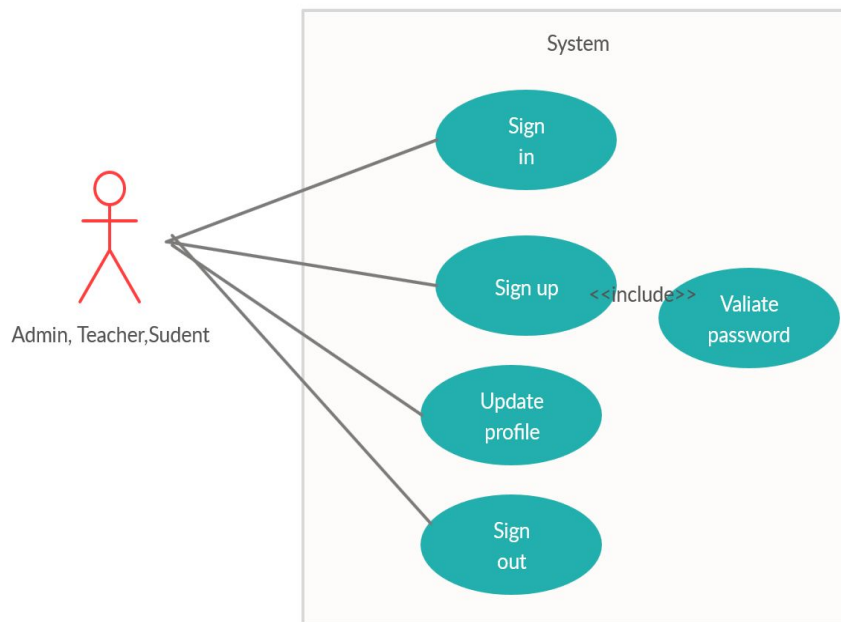 System
Sign
in
Admin, Teacher,Sudent
Sign up
<<include>>
Valiate
password
Update
profile
Sign
out